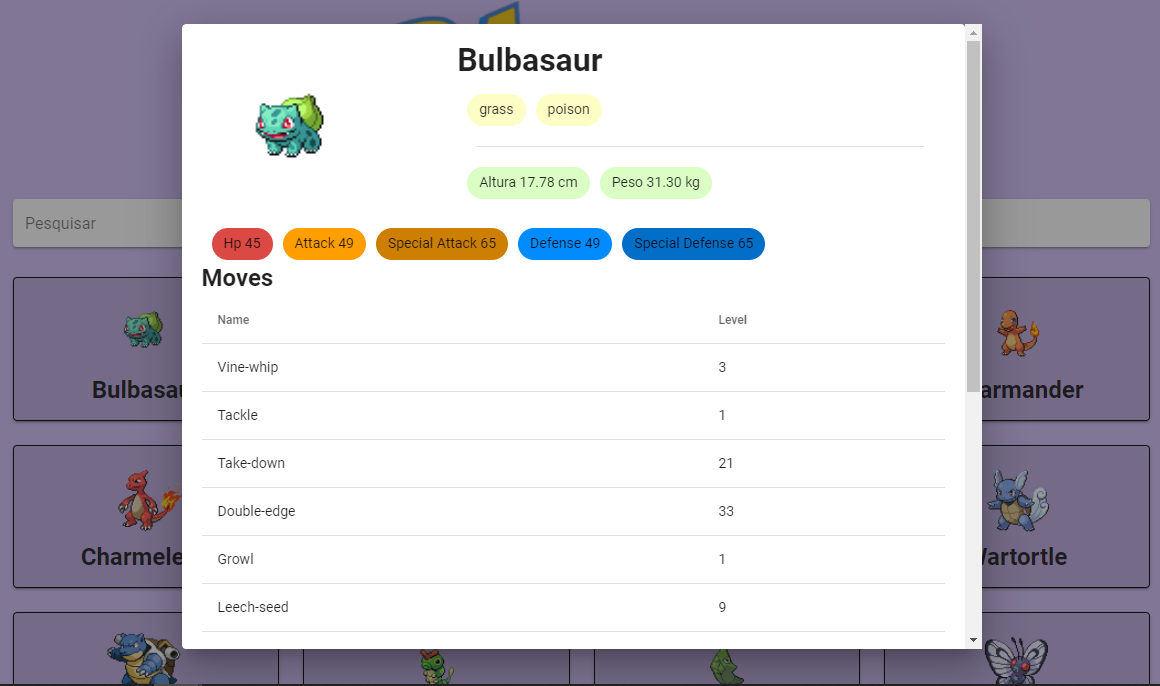 Bulbasaur
grass poison
Altura 17.78 cm Peso 31.30 kg
Pesquisar
Hp 45 Attack 49 Special Attack 65 Defense 49 Special Defense 65
Moves
Name Level
Vine-whip 3
Tackle 1
Take-down 21
Double-edge 33
Growl 1
Leech-seed 9
Bulbasau
armander
Charmele
Wartortle